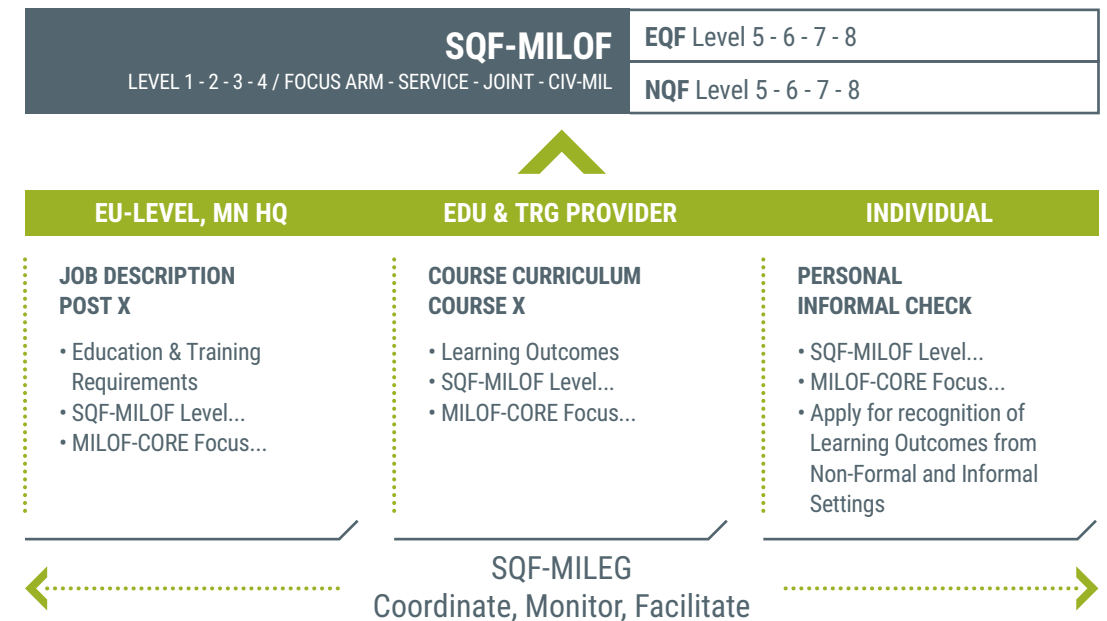 SQF-MILOF
LEVEL 1 - 2 - 3 - 4 / FOCUS ARM - SERVICE - JOINT - CIV-MIL
EQF Level 5 - 6 - 7 - 8
NQF Level 5 - 6 - 7 - 8
EU-LEVEL, MN HQ
EDU & TRG PROVIDER
INDIVIDUAL
JOB DESCRIPTION
POST X
• Education & Training
Requirements
• SQF-MILOF Level...
• MILOF-CORE Focus...
COURSE CURRICULUM
COURSE X
• Learning Outcomes
• SQF-MILOF Level...
• MILOF-CORE Focus...
PERSONAL
INFORMAL CHECK
• SQF-MILOF Level...
• MILOF-CORE Focus...
• Apply for recognition of
Learning Outcomes from
Non-Formal and Informal
Settings
SQF-MILEG
Coordinate, Monitor, Facilitate